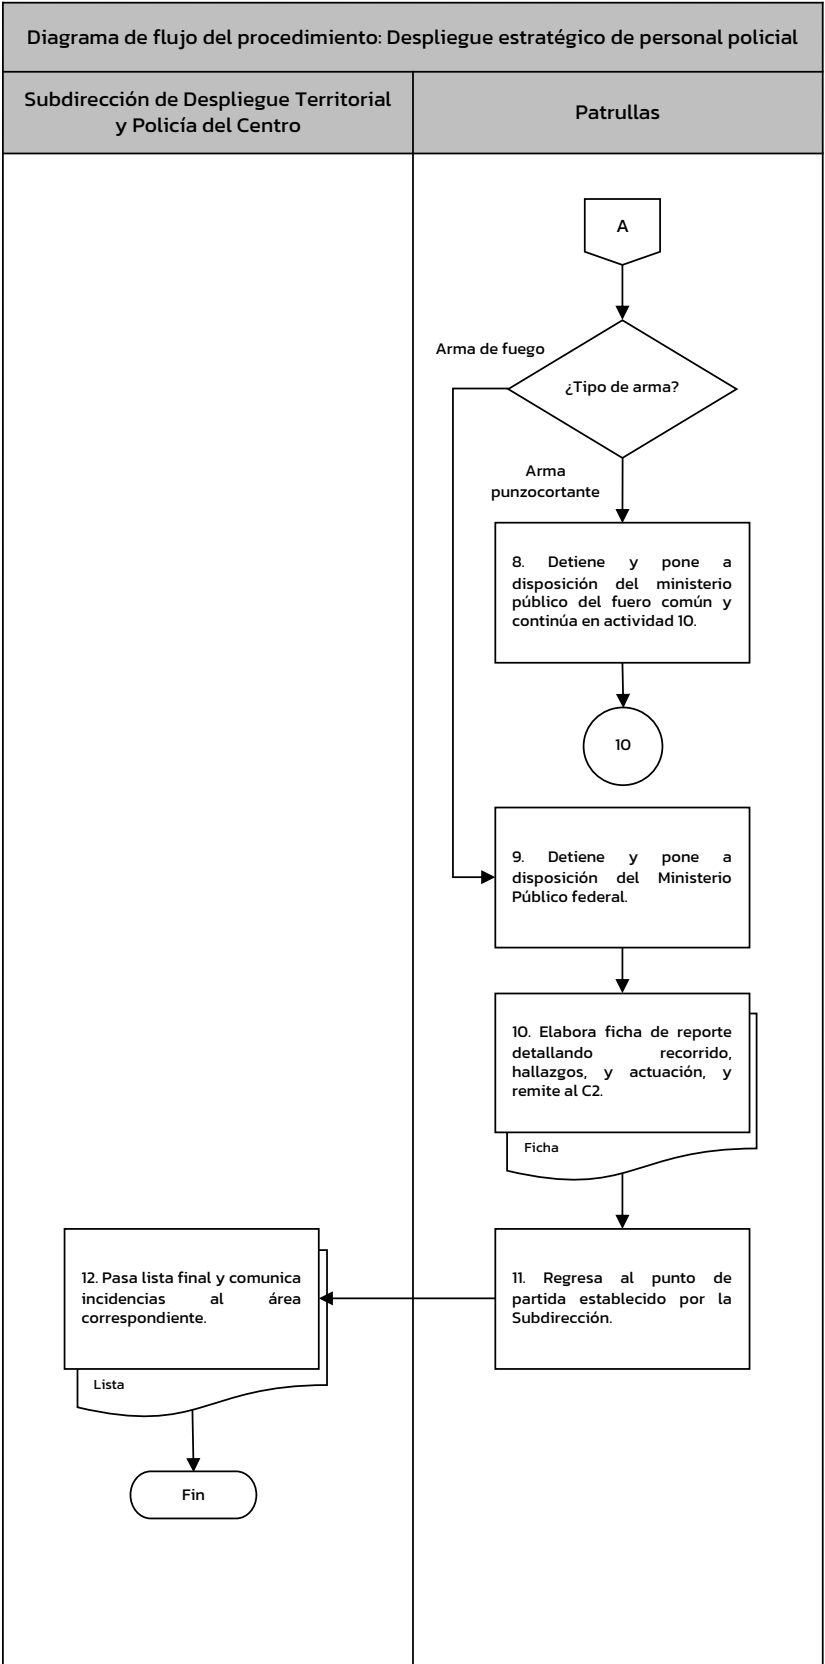 Diagrama de flujo del procedimiento: Despliegue estratégico de personal policial
Subdirección de Despliegue Territorial
y Policía del Centro
Patrullas
A
Arma de fuego
¿Tipo de arma?
Arma
punzocortante
8. Detiene y pone a
disposición del ministerio
público del fuero común y
continúa en actividad 10.
10
9. Detiene y pone a
disposición del Ministerio
Público federal.
10. Elabora ficha de reporte
detallando recorrido,
hallazgos, y actuación, y
remite al C2.
Ficha
11. Regresa al punto de
partida establecido por la
Subdirección.
12. Pasa lista final y comunica
incidencias al área
correspondiente.
Lista
Fin